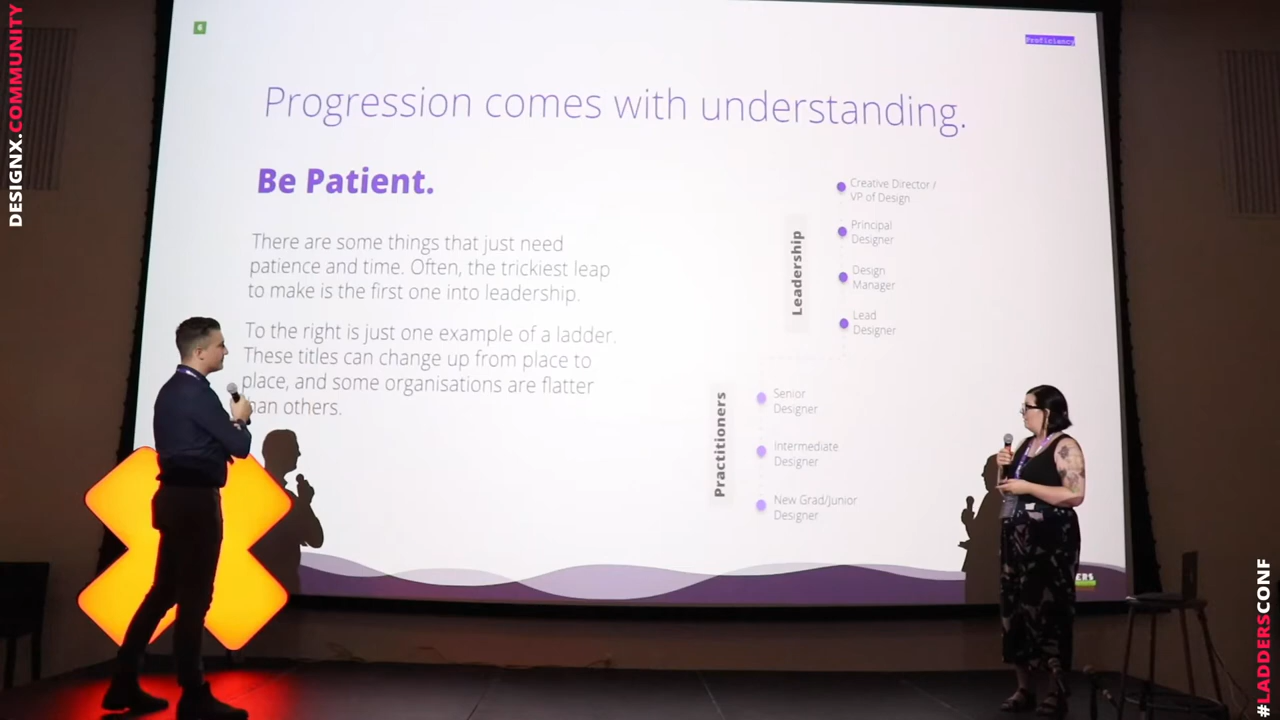 DESIGNX.COMMUNITY
6
Proficiency
Progression comes with understanding.
Be Patient.
There are some things that just need
patience and time. Often, the trickiest leap
to make is the first one into leadership.
To the right is just one example of a ladder.
These titles can change up from place to
place, and some organisations are flatter
han others.
Leadership
Creative Director /
VP of Design
Principal
Designer
Design
Manager
Lead
Designer
Practitioners
Senior
Designer
Intermediate
Designer
New Grad/Junior
Designer
#LADDERSCONF